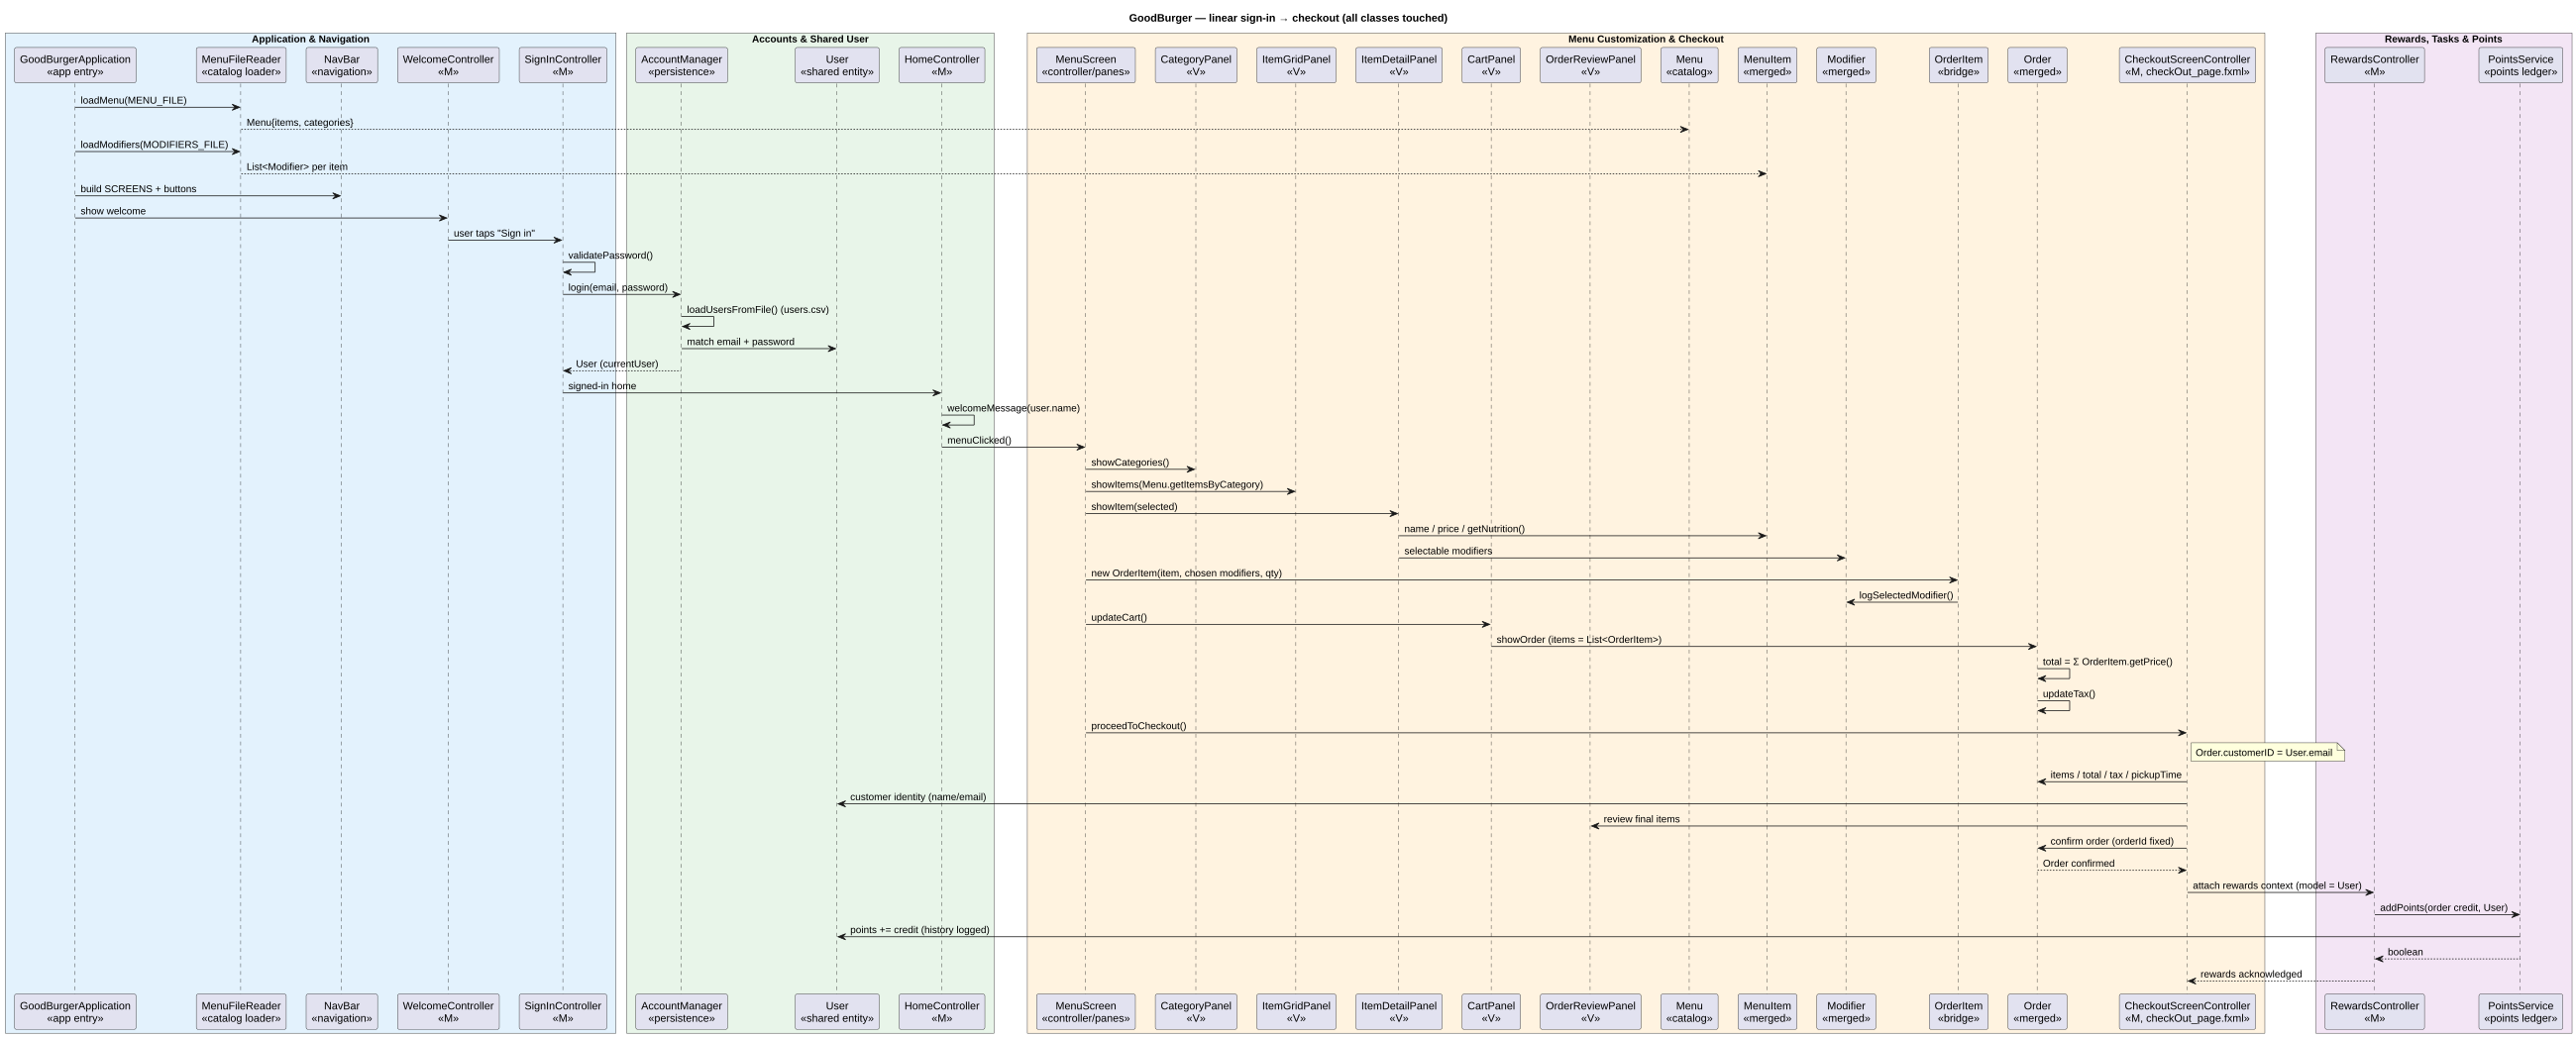 GoodBurger — linear sign-in → checkout (all classes touched)
Application & Navigation
Accounts & Shared User
Menu Customization & Checkout
Rewards, Tasks & Points
GoodBurgerApplication
«app entry»
MenuFileReader
«catalog loader»
NavBar
«navigation»
WelcomeController
«M»
SignInController
«M»
AccountManager
«persistence»
User
«shared entity»
HomeController
«M»
MenuScreen
«controller/panes»
CategoryPanel
«V»
ItemGridPanel
«V»
ItemDetailPanel
«V»
CartPanel
«V»
OrderReviewPanel
«V»
Menu
«catalog»
MenuItem
«merged»
Modifier
«merged»
OrderItem
«bridge»
Order
«merged»
CheckoutScreenController
«M, checkOut_page.fxml»
RewardsController
«M»
PointsService
«points ledger»
loadMenu(MENU_FILE)
Menu{items, categories}
loadModifiers(MODIFIERS_FILE)
List<Modifier> per item
build SCREENS + buttons
show welcome
user taps "Sign in"
validatePassword()
login(email, password)
loadUsersFromFile() (users.csv)
match email + password
User (currentUser)
signed-in home
welcomeMessage(user.name)
menuClicked()
showCategories()
showItems(Menu.getItemsByCategory)
showItem(selected)
name / price / getNutrition()
selectable modifiers
new OrderItem(item, chosen modifiers, qty)
logSelectedModifier()
updateCart()
showOrder (items = List<OrderItem>)
total = Σ OrderItem.getPrice()
updateTax()
proceedToCheckout()
Order.customerID = User.email
items / total / tax / pickupTime
customer identity (name/email)
review final items
confirm order (orderId fixed)
Order confirmed
attach rewards context (model = User)
addPoints(order credit, User)
points += credit (history logged)
boolean
rewards acknowledged
GoodBurgerApplication
«app entry»
MenuFileReader
«catalog loader»
NavBar
«navigation»
WelcomeController
«M»
SignInController
«M»
AccountManager
«persistence»
User
«shared entity»
HomeController
«M»
MenuScreen
«controller/panes»
CategoryPanel
«V»
ItemGridPanel
«V»
ItemDetailPanel
«V»
CartPanel
«V»
OrderReviewPanel
«V»
Menu
«catalog»
MenuItem
«merged»
Modifier
«merged»
OrderItem
«bridge»
Order
«merged»
CheckoutScreenController
«M, checkOut_page.fxml»
RewardsController
«M»
PointsService
«points ledger»